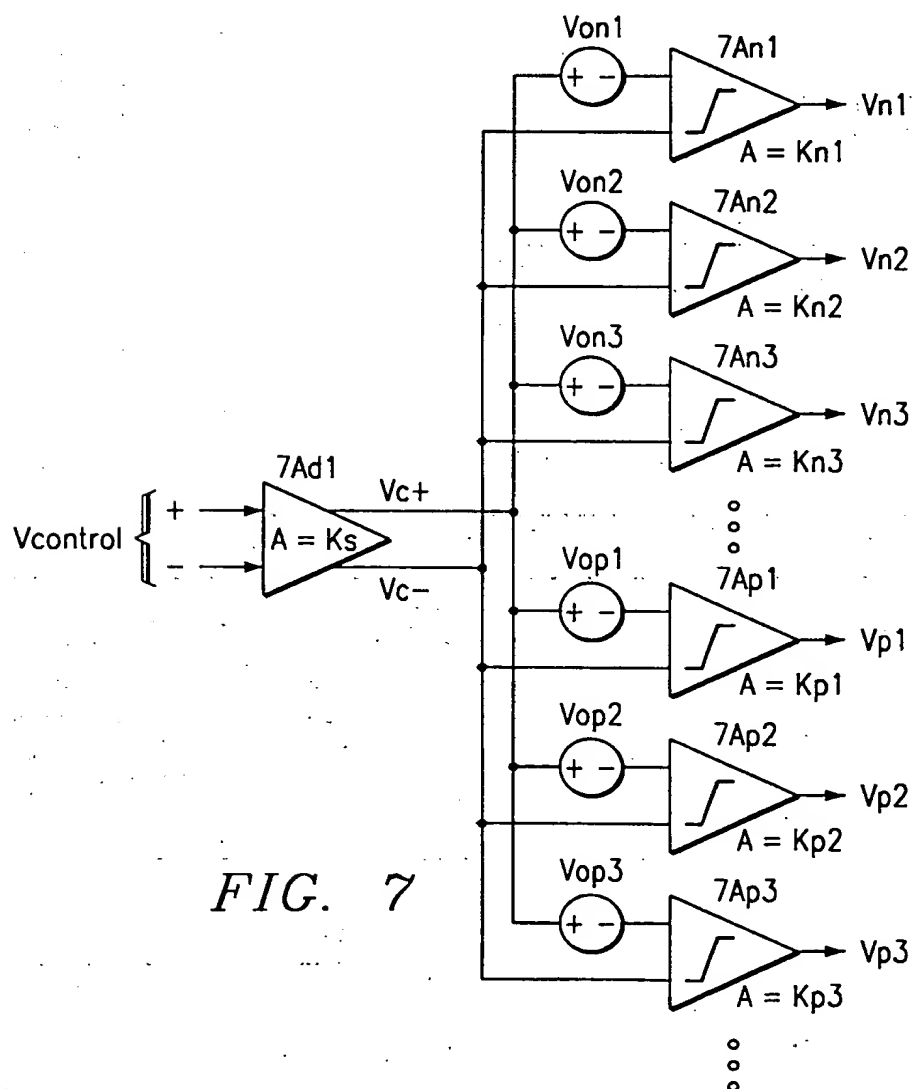 Von1
7An1
+ -
Vn1
A = Kn1
Von2
7An2
+ -
Vn2
A = Kn2
Von3
7An3
+ -
Vn3
A = Kn3
7Ad1
Vc+
Vcontrol
+
A = Ks
-
Vc-
Vop1
7Ap1
+ -
Vp1
A = Kp1
Vop2
7Ap2
+ -
Vp2
A = Kp2
Vop3
7Ap3
+ -
Vp3
A = Kp3
FIG. 7